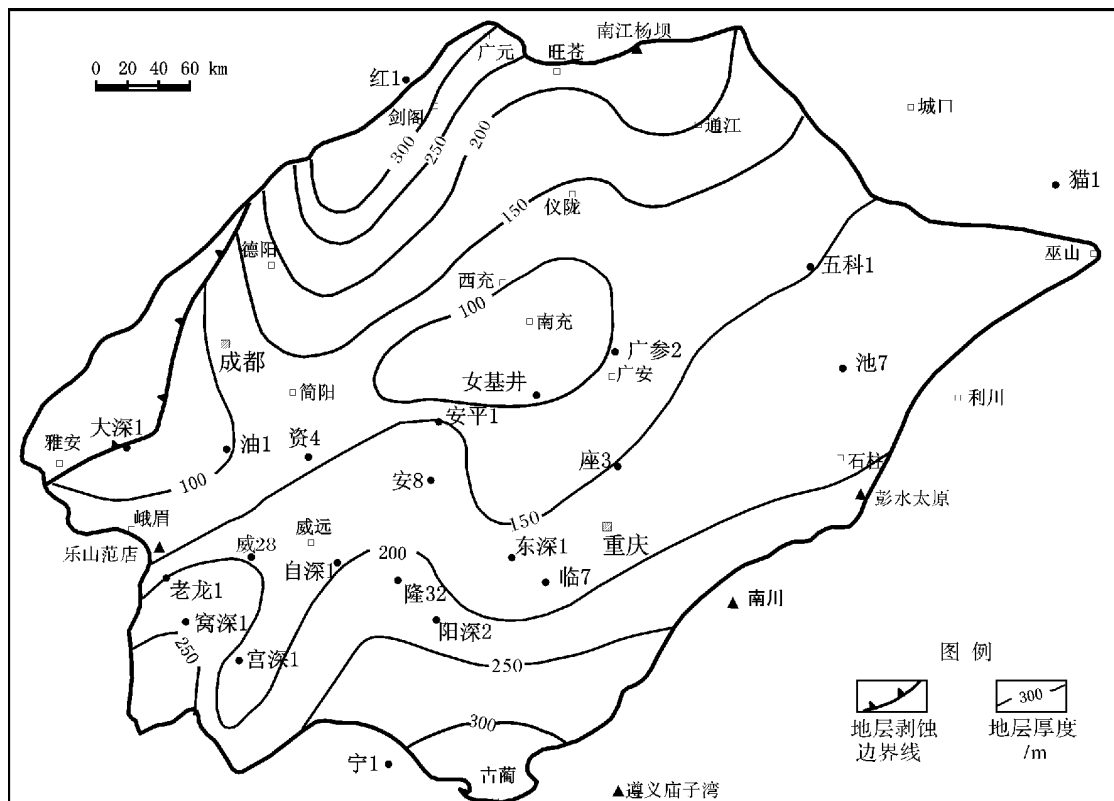 南江杨坝
广元
旺苍
0 20 40 60 km
红1
剑阁
城口
300
250
200
通江
猫1
150
仪陇
德阳
巫山
西充
五科1
100
南充
成都
广参2
池7
简阳
女基井
广安
利川
安平1
大深1
雅安
油1
资4
座3
石柱
安8
100
彭水太原
峨眉
150
威远
重庆
乐山范店
威28
200
东深1
自深1
老龙1
隆32
临7
南川
窝深1
阳深2
250
宫深1
250
图例
300
300
地层剥蚀
边界线
地层厚度
/m
宁1
古蔺
遵义庙子湾